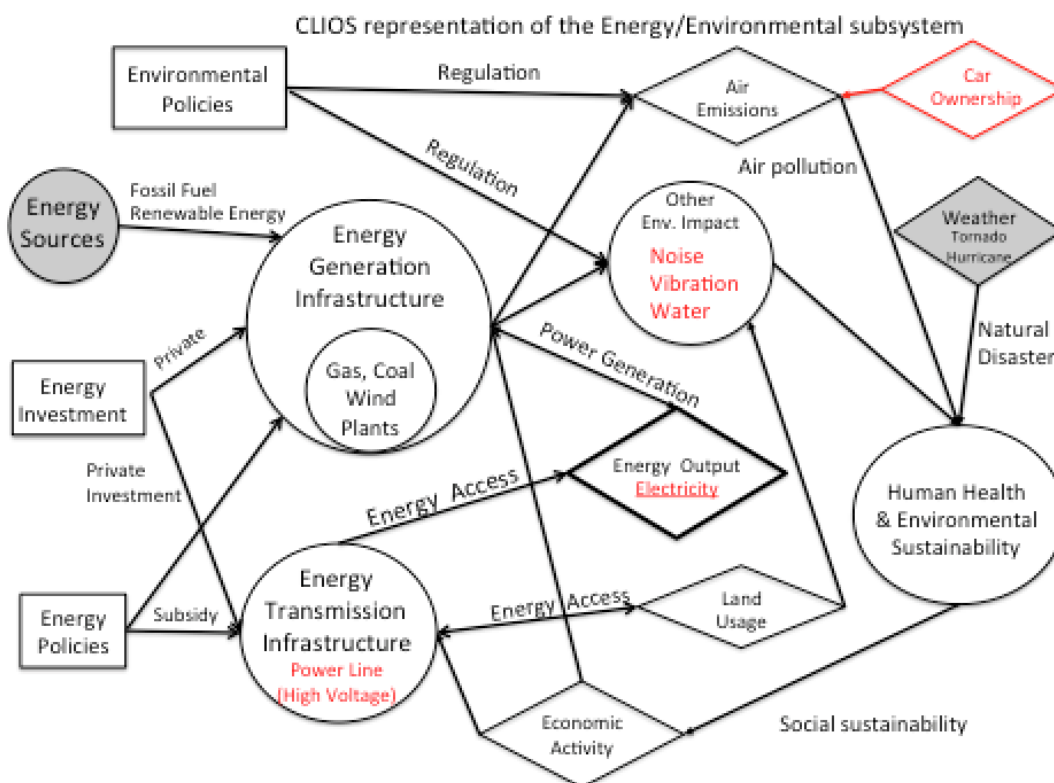 CLIOS representation of the Energy/Environmental subsystem
Environmental
Policies
Regulation
Regulation
Air
Emissions
Car
Ownership
Air pollution
Energy
Sources
Fossil Fuel
Renewable Energy
Energy
Generation
Infrastructure
Gas, Coal
Wind
Plants
Other
Env. Impact
Noise
Vibration
Water
Weather
Tornado
Hurricane
Natural
Disaster
Private
Energy
Investment
Private
Investment
Power Generation
Energy Access
Energy Output
Electricity
Human Health
& Environmental
Sustainability
Energy
Policies
Subsidy
Energy
Transmission
Infrastructure
Power Line
(High Voltage)
Energy Access
Land
Usage
Economic
Activity
Social sustainability